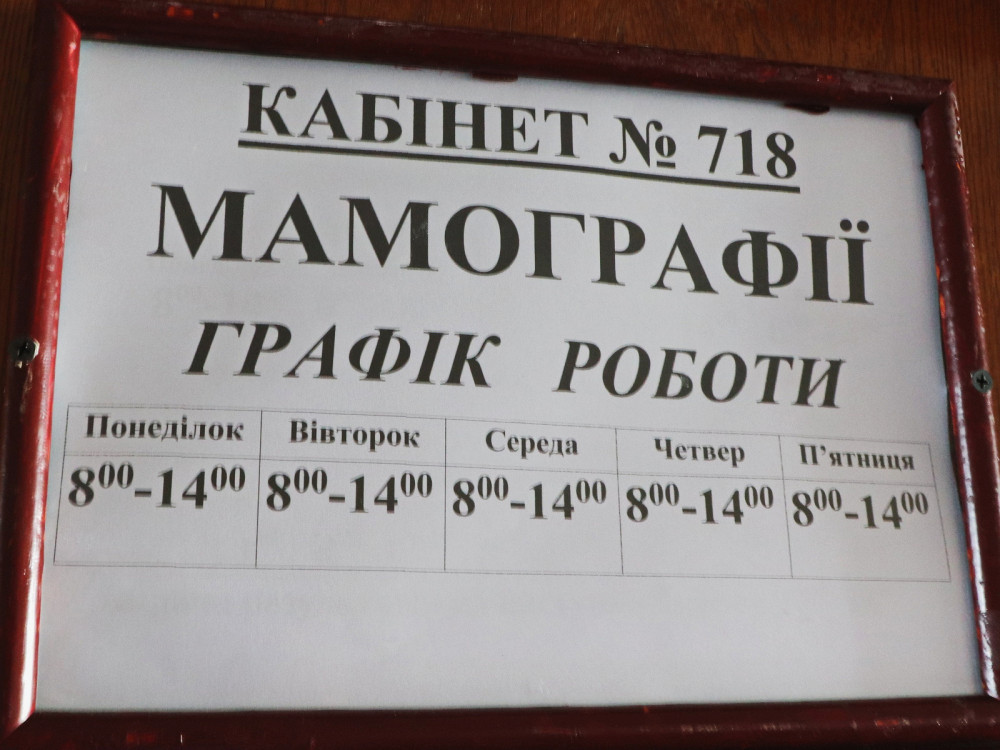 КАБІНЕТ № 718
МАМОГРАФІЇ
ГРАФІК РОБОТИ
Понеділок Вівторок Середа Четвер П’ятниця
8⁰⁰-14⁰⁰ 8⁰⁰-14⁰⁰ 8⁰⁰-14⁰⁰ 8⁰⁰-14⁰⁰ 8⁰⁰-14⁰⁰